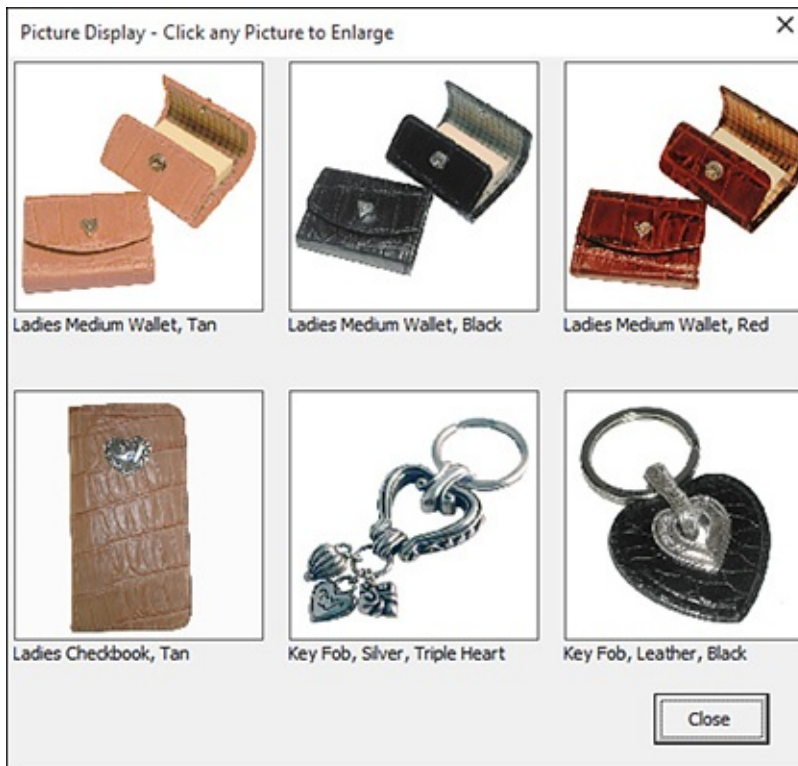 Picture Display - Click any Picture to Enlarge
Ladies Medium Wallet, Tan
Ladies Medium Wallet, Black
Ladies Medium Wallet, Red
Ladies Checkbook, Tan
Key Fob, Silver, Triple Heart
Key Fob, Leather, Black
Close